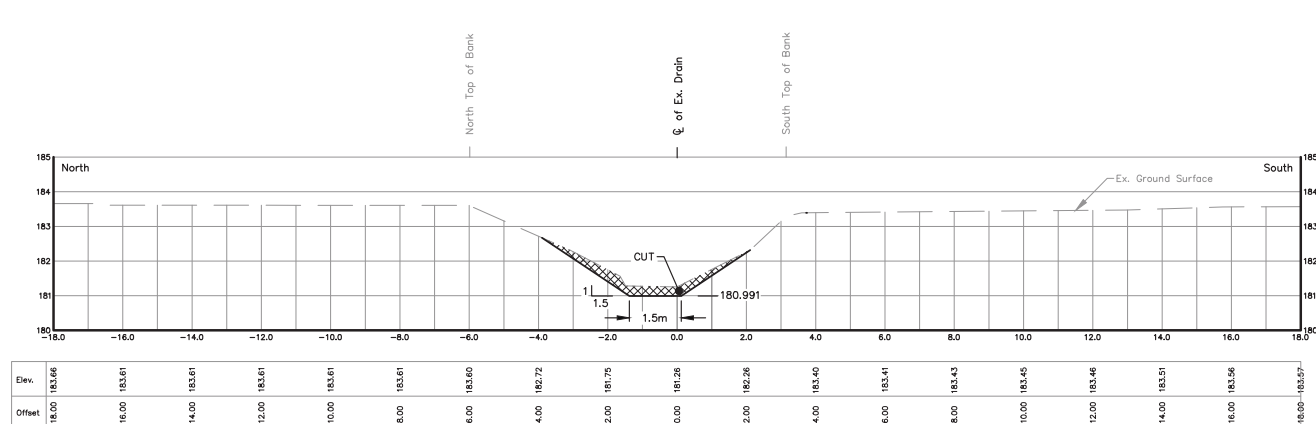 North Top of Bank
℄ of Ex. Drain
South Top of Bank
185 185
North South
Ex. Ground Surface
184 184
183 183
182 182
CUT
181 1 180.991 181
1.5
1.5m
180 180
-18.0 -16.0 -14.0 -12.0 -10.0 -8.0 -6.0 -4.0 -2.0 0.0 2.0 4.0 6.0 8.0 10.0 12.0 14.0 16.0 18.0
Elev. 183.66 183.61 183.61 183.61 183.61 183.61 183.60 182.72 181.75 181.26 182.26 183.40 183.41 183.43 183.45 183.46 183.51 183.56 183.57
Offset 18.00 16.00 14.00 12.00 10.00 8.00 6.00 4.00 2.00 0.00 2.00 4.00 6.00 8.00 10.00 12.00 14.00 16.00 18.00